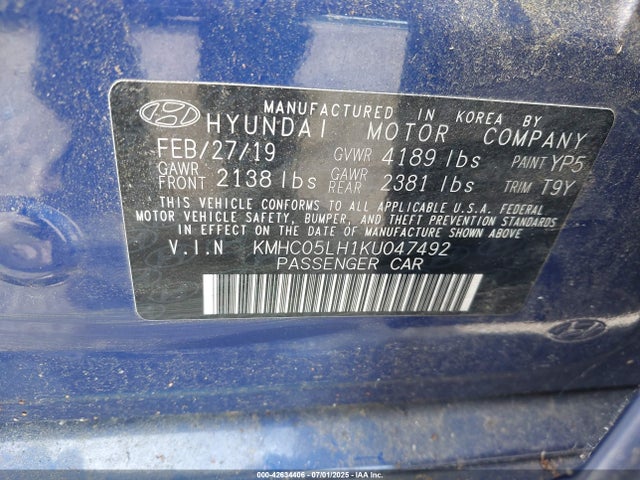 MANUFACTURED IN KOREA BY
HYUNDAI MOTOR COMPANY
FEB/27/19 GVWR 4189 lbs PAINT YP5
GAWR FRONT 2138 lbs GAWR REAR 2381 lbs TRIM T9Y
THIS VEHICLE CONFORMS TO ALL APPLICABLE U.S.A. FEDERAL
MOTOR VEHICLE SAFETY, BUMPER, AND THEFT PREVENTION STANDARDS
IN EFFECT ON THE DATE OF MANUFACTURE SHOWN ABOVE.
V.I.N KMHC05LH1KU047492
PASSENGER CAR
000-42634406 - 07/01/2025 - IAAI.COM